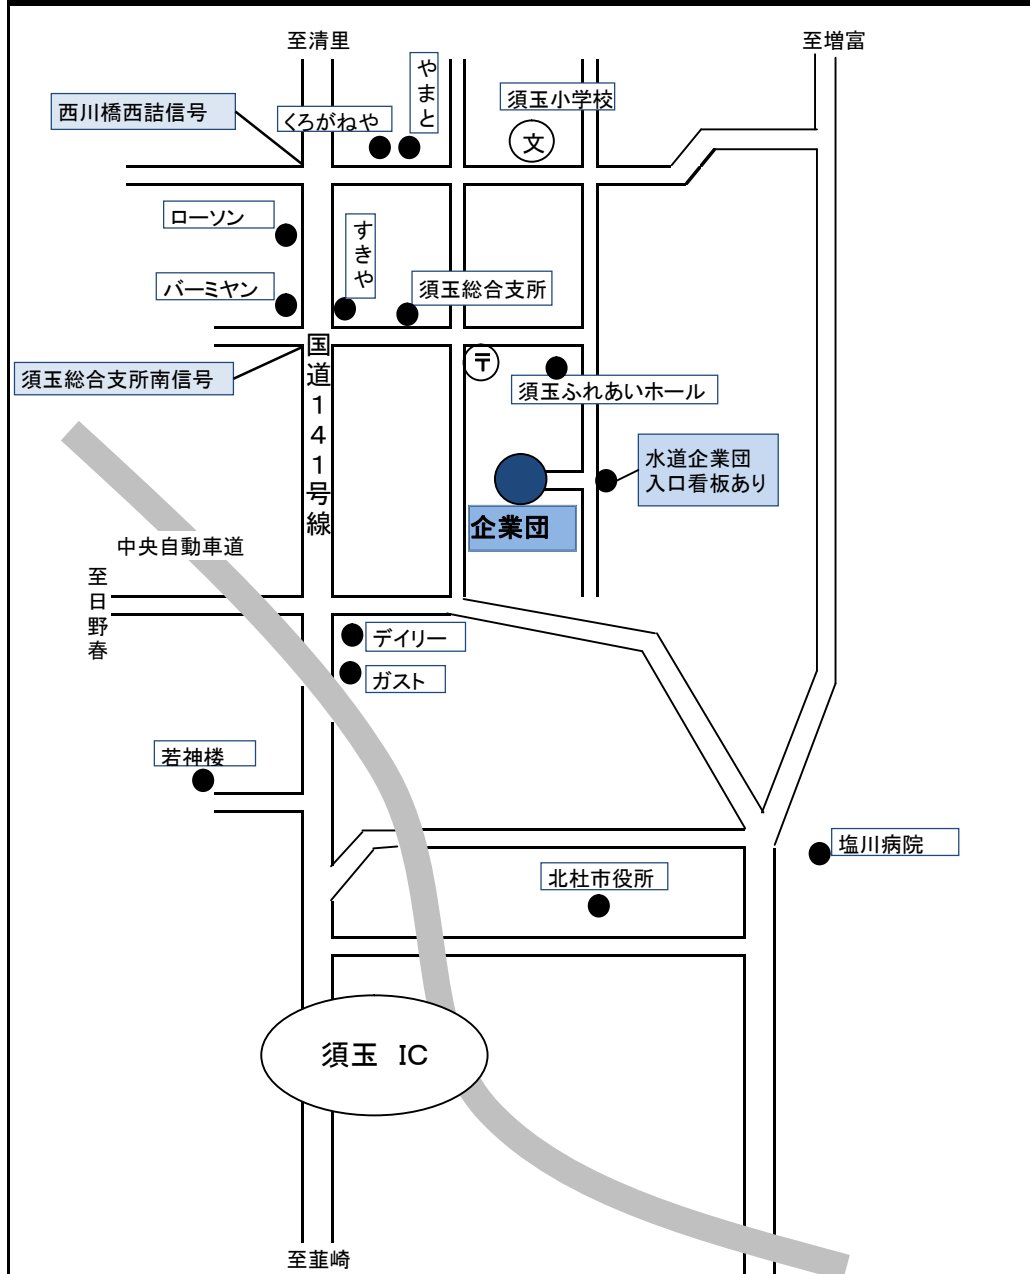 至清里
至増富
やまと
須玉小学校
西川橋西詰信号
くろがねや
文
ローソン
すきや
バーミヤン
須玉総合支所
国道141号線
〒
須玉総合支所南信号
須玉ふれあいホール
水道企業団
入口看板あり
企業団
中央自動車道
至日野春
デイリー
ガスト
若神楼
塩川病院
北杜市役所
須玉 IC
至韮崎